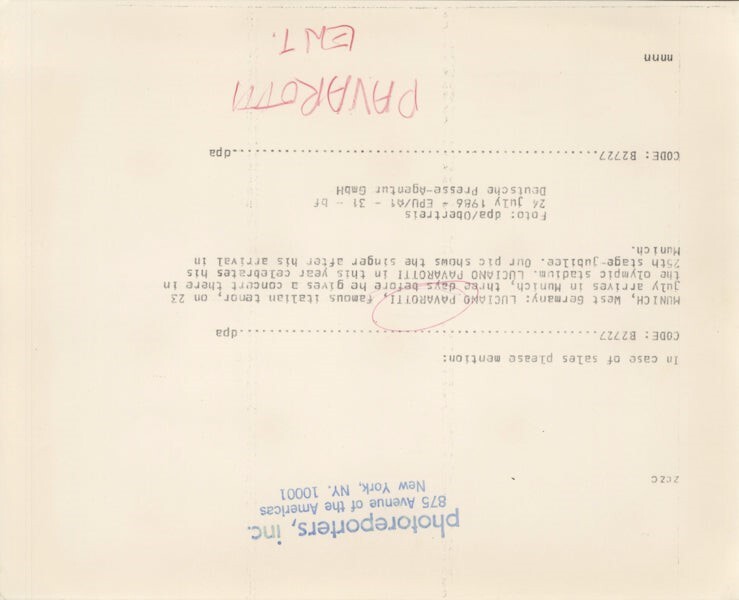 photoreporters, inc.
875 Avenue of the Americas
New York, NY. 10001
zczc
In case of sales please mention:
CODE: B2727..............................................dpa
MUNICH, West Germany: LUCIANO PAVAROTTI, famous italian tenor, on 23
july arrives in Munich, three days before he gives a concert there in
the olympic stadium. LUCIANO PAVAROTTI in this year celebrates his
25th stage-jubilee. Our pic shows the singer after his arrival in
Munich.
Foto: dpa/Obertreis
24 july 1986 - EPU/A1 - 31 - bf
Deutsche Presse-Agentur GmbH
CODE: B2727..............................................dpa
PAVAROTTI
ENT.
nnnn